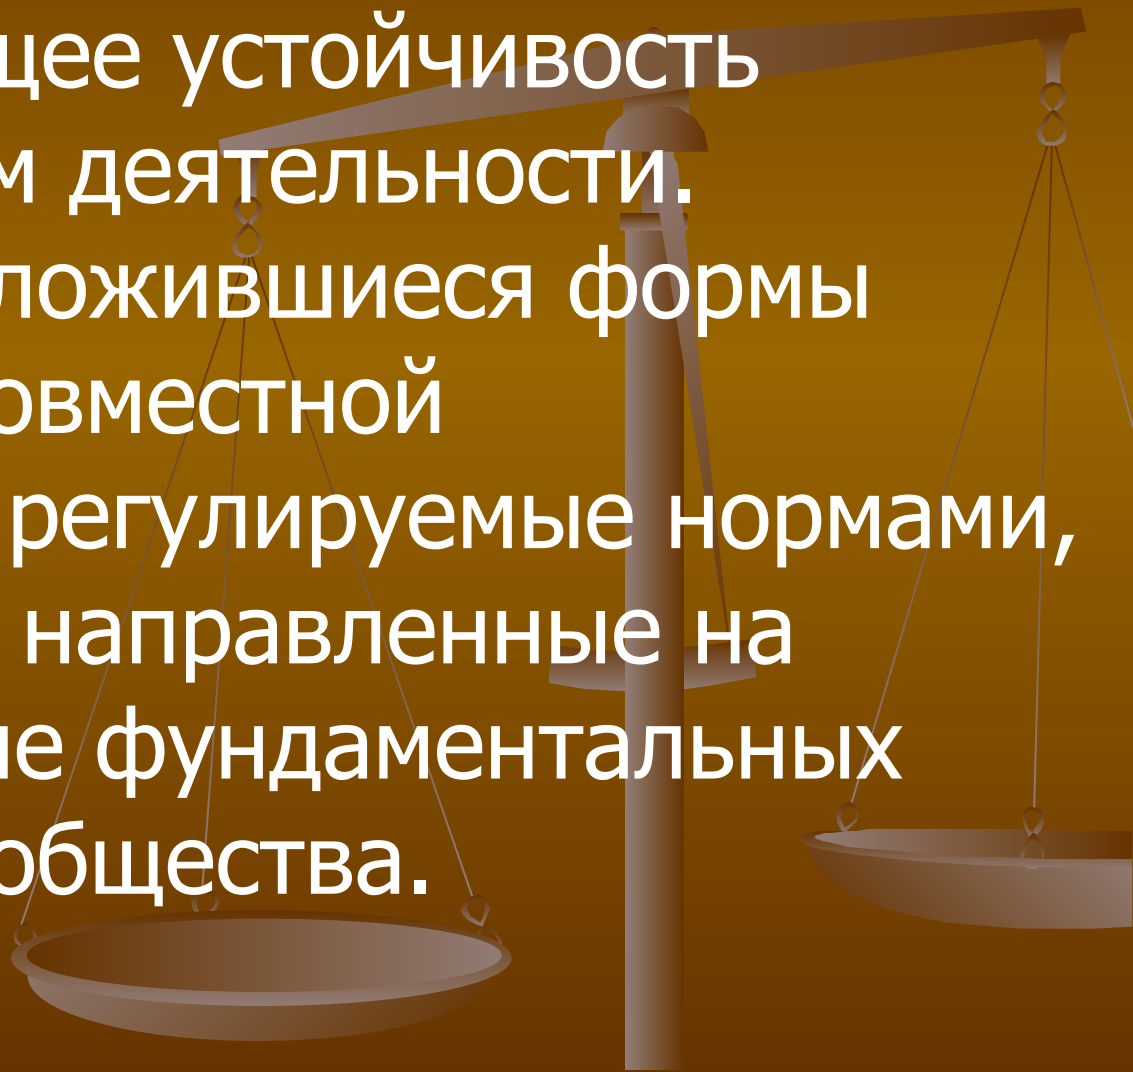 щее устойчивость
м деятельности.
ложившиеся формы
овместной
регулируемые нормами,
направленные на
ие фундаментальных
общества.